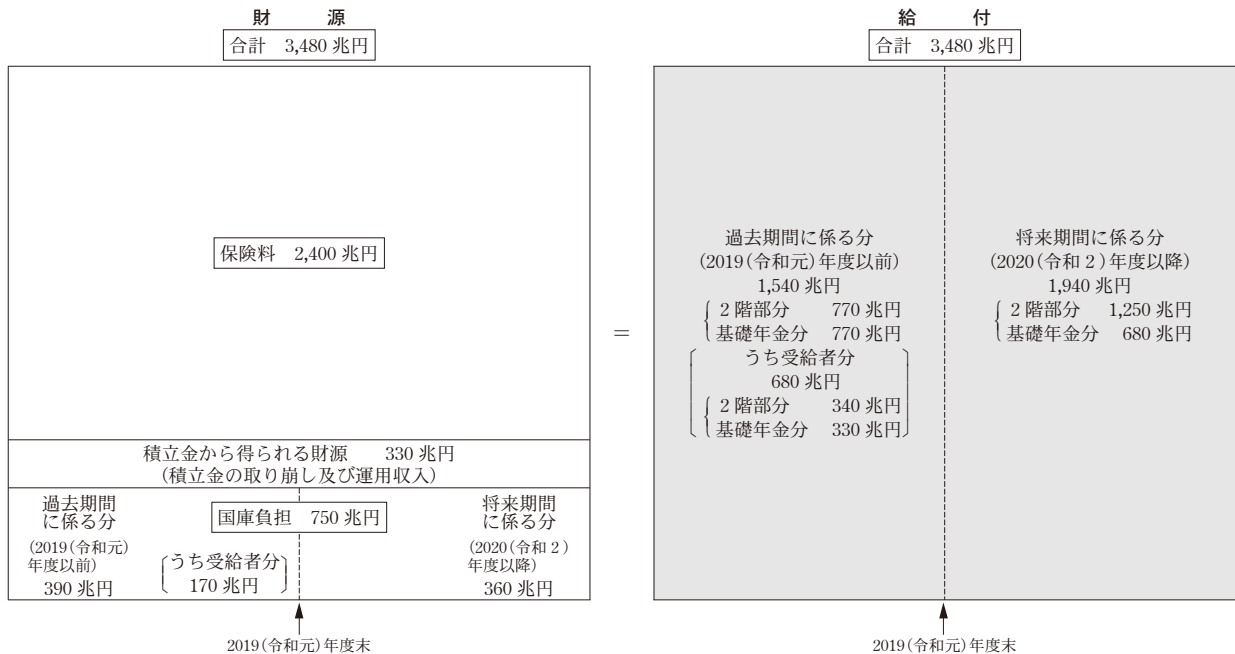 財　源
合計　3,480 兆円
保険料　2,400 兆円
積立金から得られる財源　330 兆円
(積立金の取り崩し及び運用収入)
過去期間
に係る分
(2019(令和元)
年度以前)
390 兆円
国庫負担　750 兆円
うち受給者分
170 兆円
将来期間
に係る分
(2020(令和２)
年度以降)
360 兆円
2019(令和元)年度末
=
給　付
合計　3,480 兆円
過去期間に係る分
(2019(令和元)年度以前)
1,540 兆円
２階部分　770 兆円
基礎年金分　770 兆円
うち受給者分
680 兆円
２階部分　340 兆円
基礎年金分　330 兆円
将来期間に係る分
(2020(令和２)年度以降)
1,940 兆円
２階部分　1,250 兆円
基礎年金分　680 兆円
2019(令和元)年度末